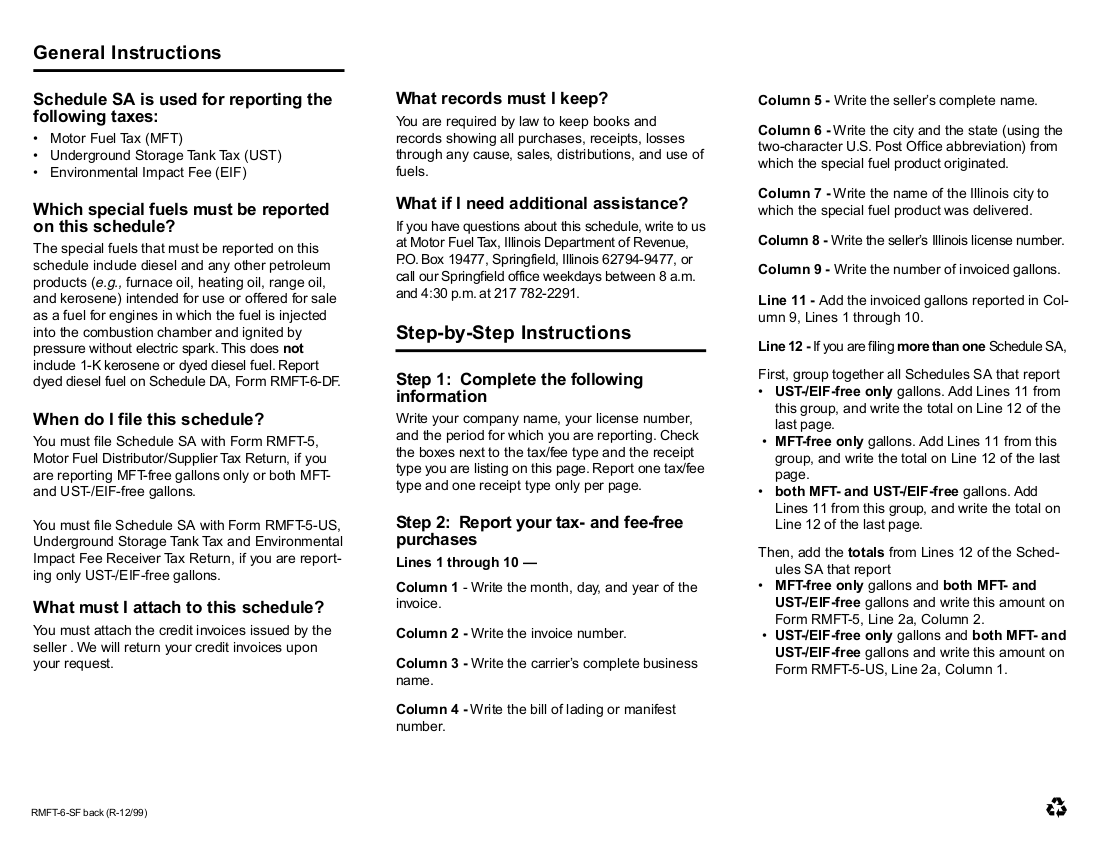 General Instructions
Schedule SA is used for reporting the
following taxes:
• Motor Fuel Tax (MFT)
• Underground Storage Tank Tax (UST)
• Environmental Impact Fee (EIF)
Which special fuels must be reported
on this schedule?
The special fuels that must be reported on this
schedule include diesel and any other petroleum
products (e.g., furnace oil, heating oil, range oil,
and kerosene) intended for use or offered for sale
as a fuel for engines in which the fuel is injected
into the combustion chamber and ignited by
pressure without electric spark. This does not
include 1-K kerosene or dyed diesel fuel. Report
dyed diesel fuel on Schedule DA, Form RMFT-6-DF.
When do I file this schedule?
You must file Schedule SA with Form RMFT-5,
Motor Fuel Distributor/Supplier Tax Return, if you
are reporting MFT-free gallons only or both MFT-
and UST-/EIF-free gallons.
You must file Schedule SA with Form RMFT-5-US,
Underground Storage Tank Tax and Environmental
Impact Fee Receiver Tax Return, if you are report-
ing only UST-/EIF-free gallons.
What must I attach to this schedule?
You must attach the credit invoices issued by the
seller . We will return your credit invoices upon
your request.
What records must I keep?
You are required by law to keep books and
records showing all purchases, receipts, losses
through any cause, sales, distributions, and use of
fuels.
What if I need additional assistance?
If you have questions about this schedule, write to us
at Motor Fuel Tax, Illinois Department of Revenue,
P.O. Box 19477, Springfield, Illinois 62794-9477, or
call our Springfield office weekdays between 8 a.m.
and 4:30 p.m. at 217 782-2291.
Step-by-Step Instructions
Step 1: Complete the following
information
Write your company name, your license number,
and the period for which you are reporting. Check
the boxes next to the tax/fee type and the receipt
type you are listing on this page. Report one tax/fee
type and one receipt type only per page.
Step 2: Report your tax- and fee-free
purchases
Lines 1 through 10 —
Column 1 - Write the month, day, and year of the
invoice.
Column 2 - Write the invoice number.
Column 3 - Write the carrier's complete business
name.
Column 4 - Write the bill of lading or manifest
number.
Column 5 - Write the seller's complete name.
Column 6 - Write the city and the state (using the
two-character U.S. Post Office abbreviation) from
which the special fuel product originated.
Column 7 - Write the name of the Illinois city to
which the special fuel product was delivered.
Column 8 - Write the seller's Illinois license number.
Column 9 - Write the number of invoiced gallons.
Line 11 - Add the invoiced gallons reported in Col-
umn 9, Lines 1 through 10.
Line 12 - If you are filing more than one Schedule SA,
First, group together all Schedules SA that report
• UST-/EIF-free only gallons. Add Lines 11 from
this group, and write the total on Line 12 of the
last page.
• MFT-free only gallons. Add Lines 11 from this
group, and write the total on Line 12 of the last
page.
• both MFT- and UST-/EIF-free gallons. Add
Lines 11 from this group, and write the total on
Line 12 of the last page.
Then, add the totals from Lines 12 of the Sched-
ules SA that report
• MFT-free only gallons and both MFT- and
UST-/EIF-free gallons and write this amount on
Form RMFT-5, Line 2a, Column 2.
• UST-/EIF-free only gallons and both MFT- and
UST-/EIF-free gallons and write this amount on
Form RMFT-5-US, Line 2a, Column 1.
RMFT-6-SF back (R-12/99)